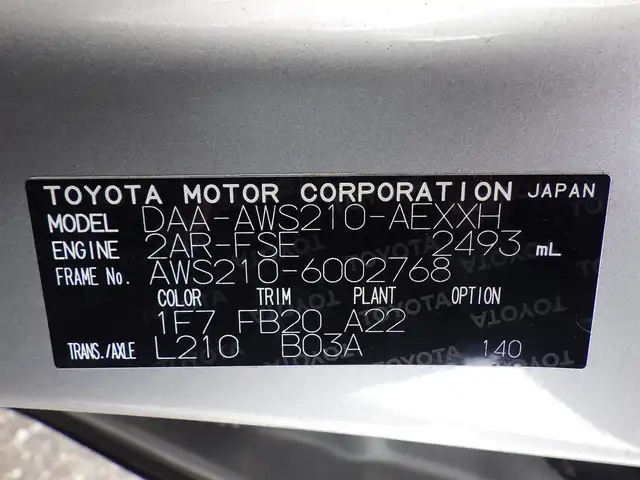 TOYOTA MOTOR CORPORATION JAPAN
MODEL DAA-AWS210-AEXXH
ENGINE 2AR-FSE 2493 mL
FRAME No. AWS210-6002768
COLOR TRIM PLANT OPTION
1F7 FB20 A22
TRANS./AXLE L210 B03A 140